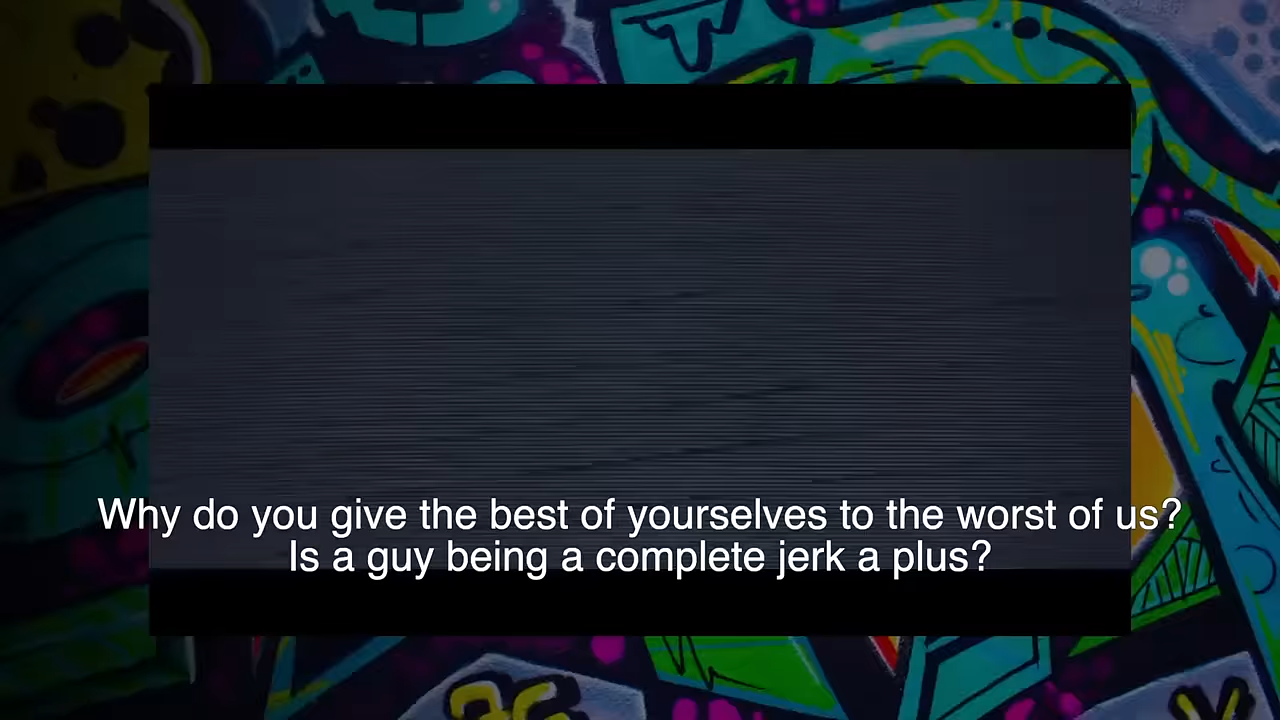 Why do you give the best of yourselves to the worst of us?
Is a guy being a complete jerk a plus?